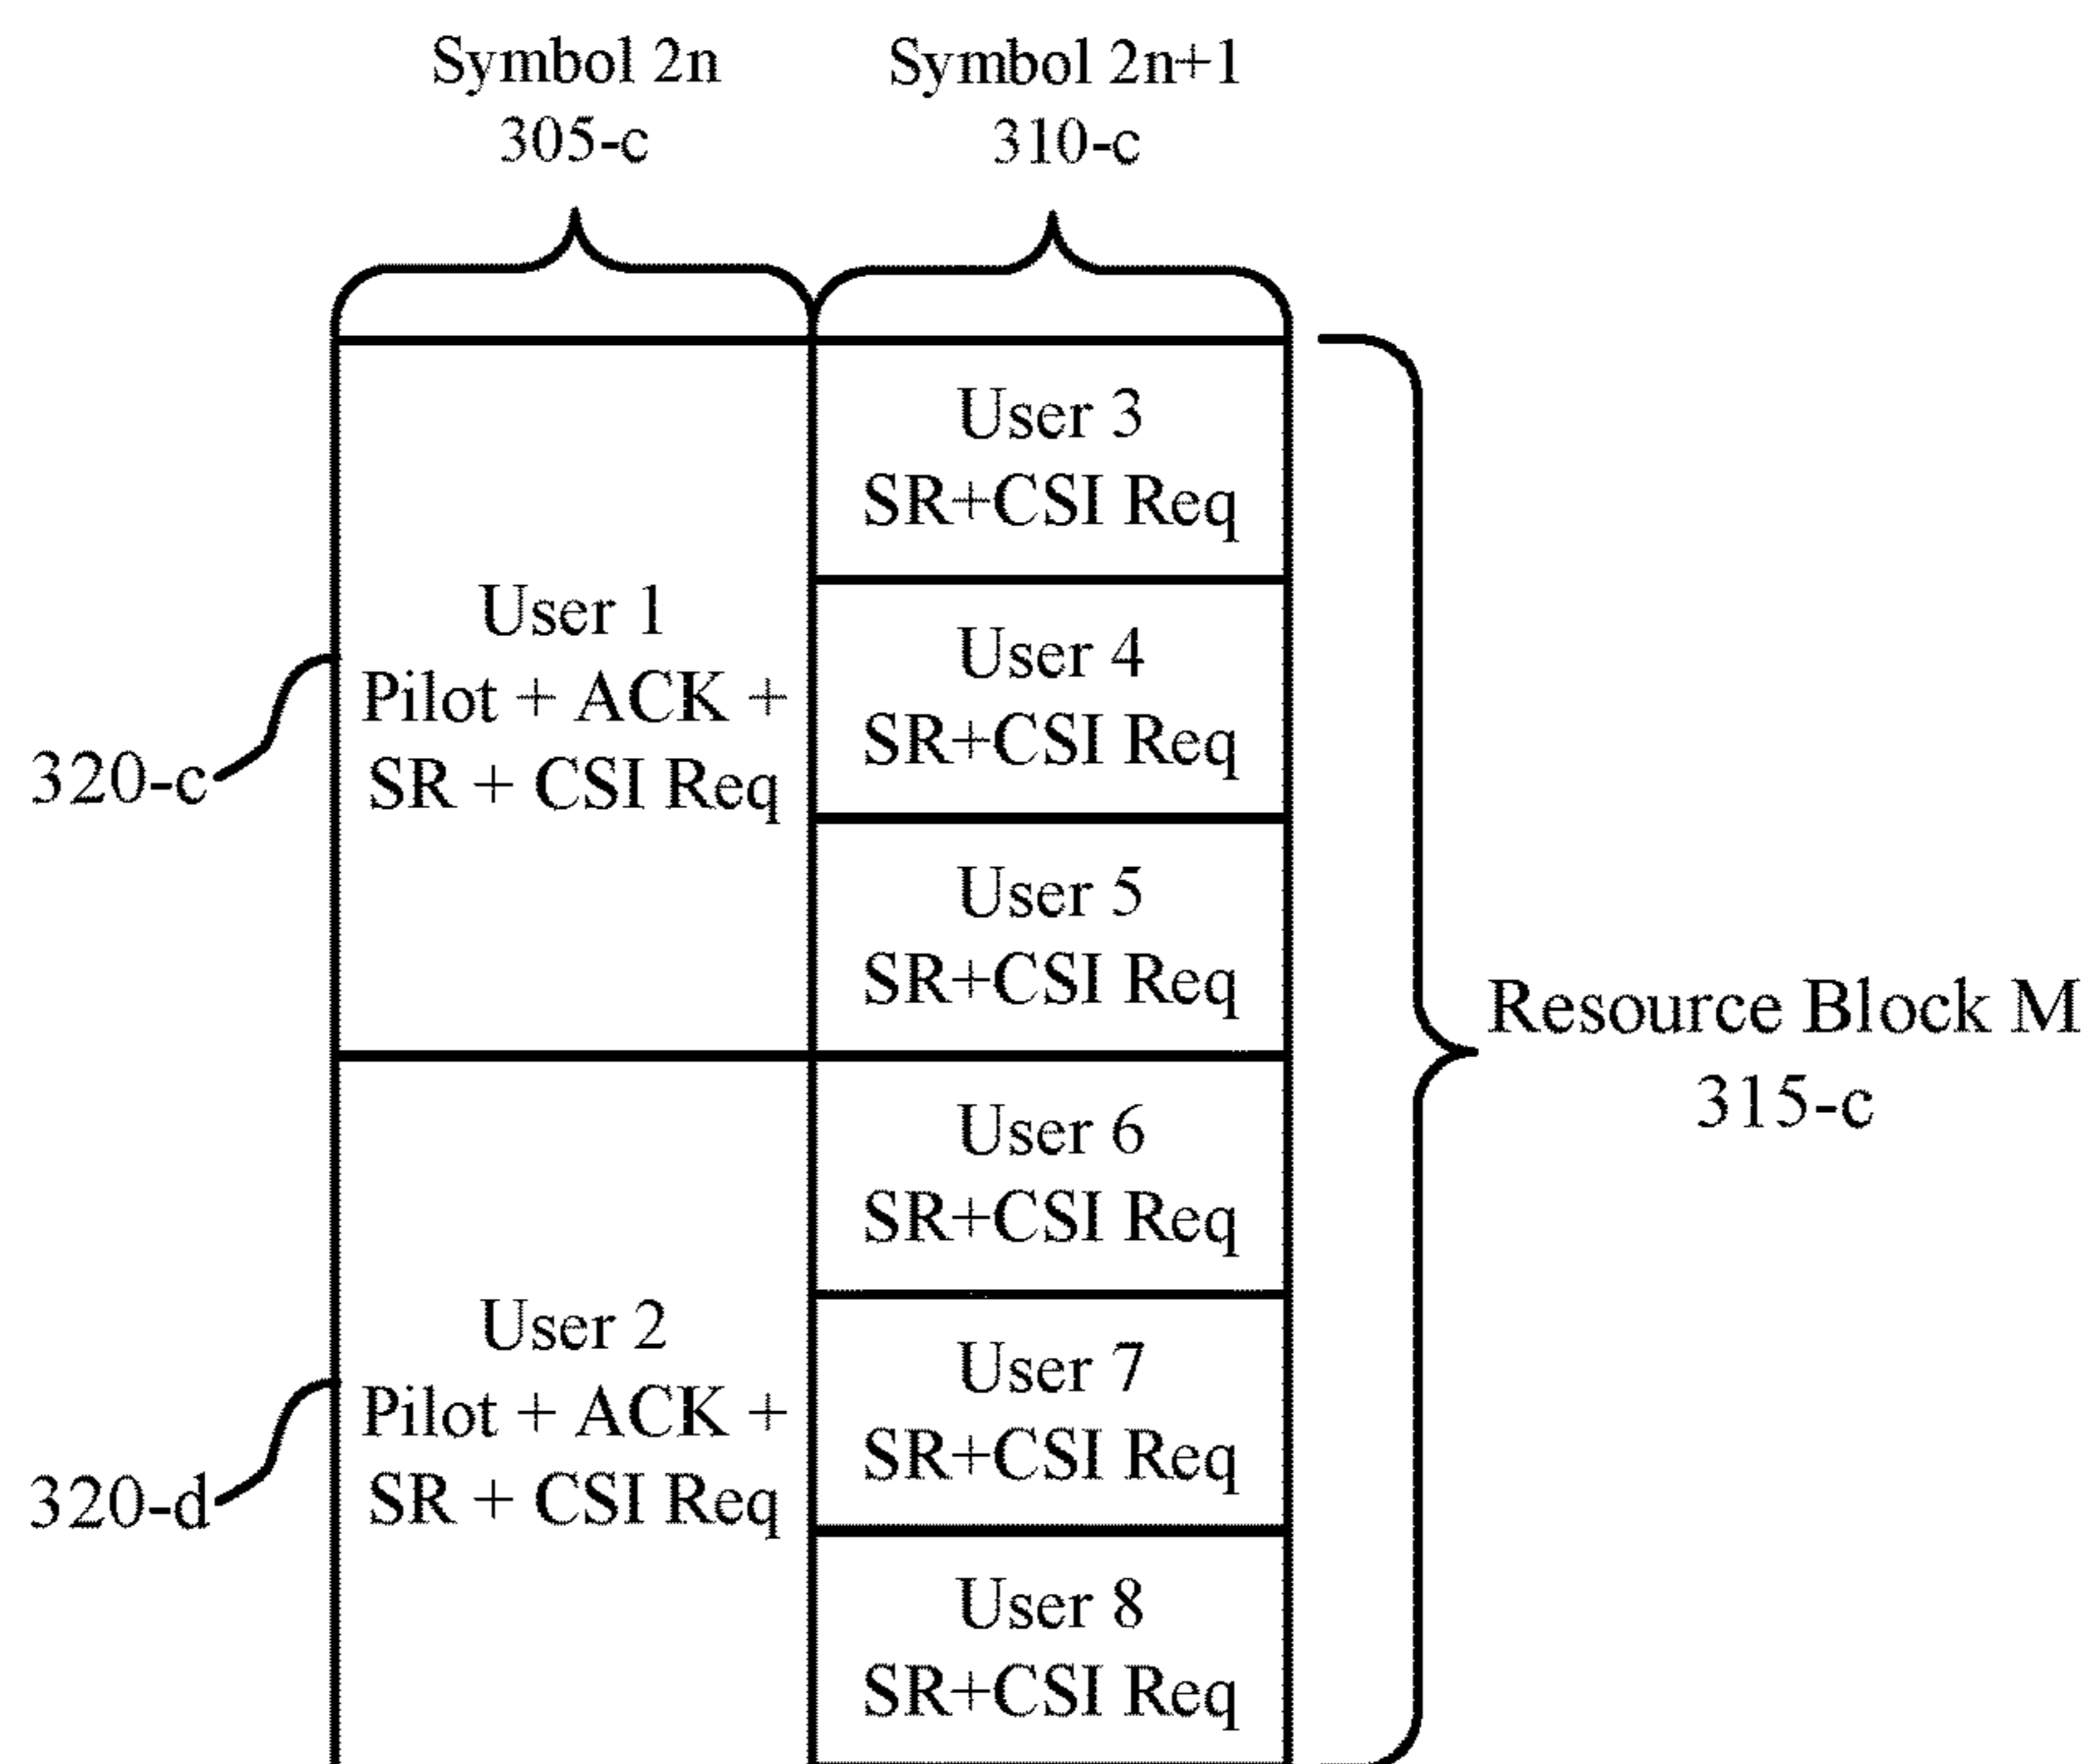 Symbol 2n
305-c
Symbol 2n+1
310-c
User 1
Pilot + ACK +
SR + CSI Req
320-c
User 2
Pilot + ACK +
SR + CSI Req
320-d
User 3
SR+CSI Req
User 4
SR+CSI Req
User 5
SR+CSI Req
User 6
SR+CSI Req
User 7
SR+CSI Req
User 8
SR+CSI Req
Resource Block M
315-c